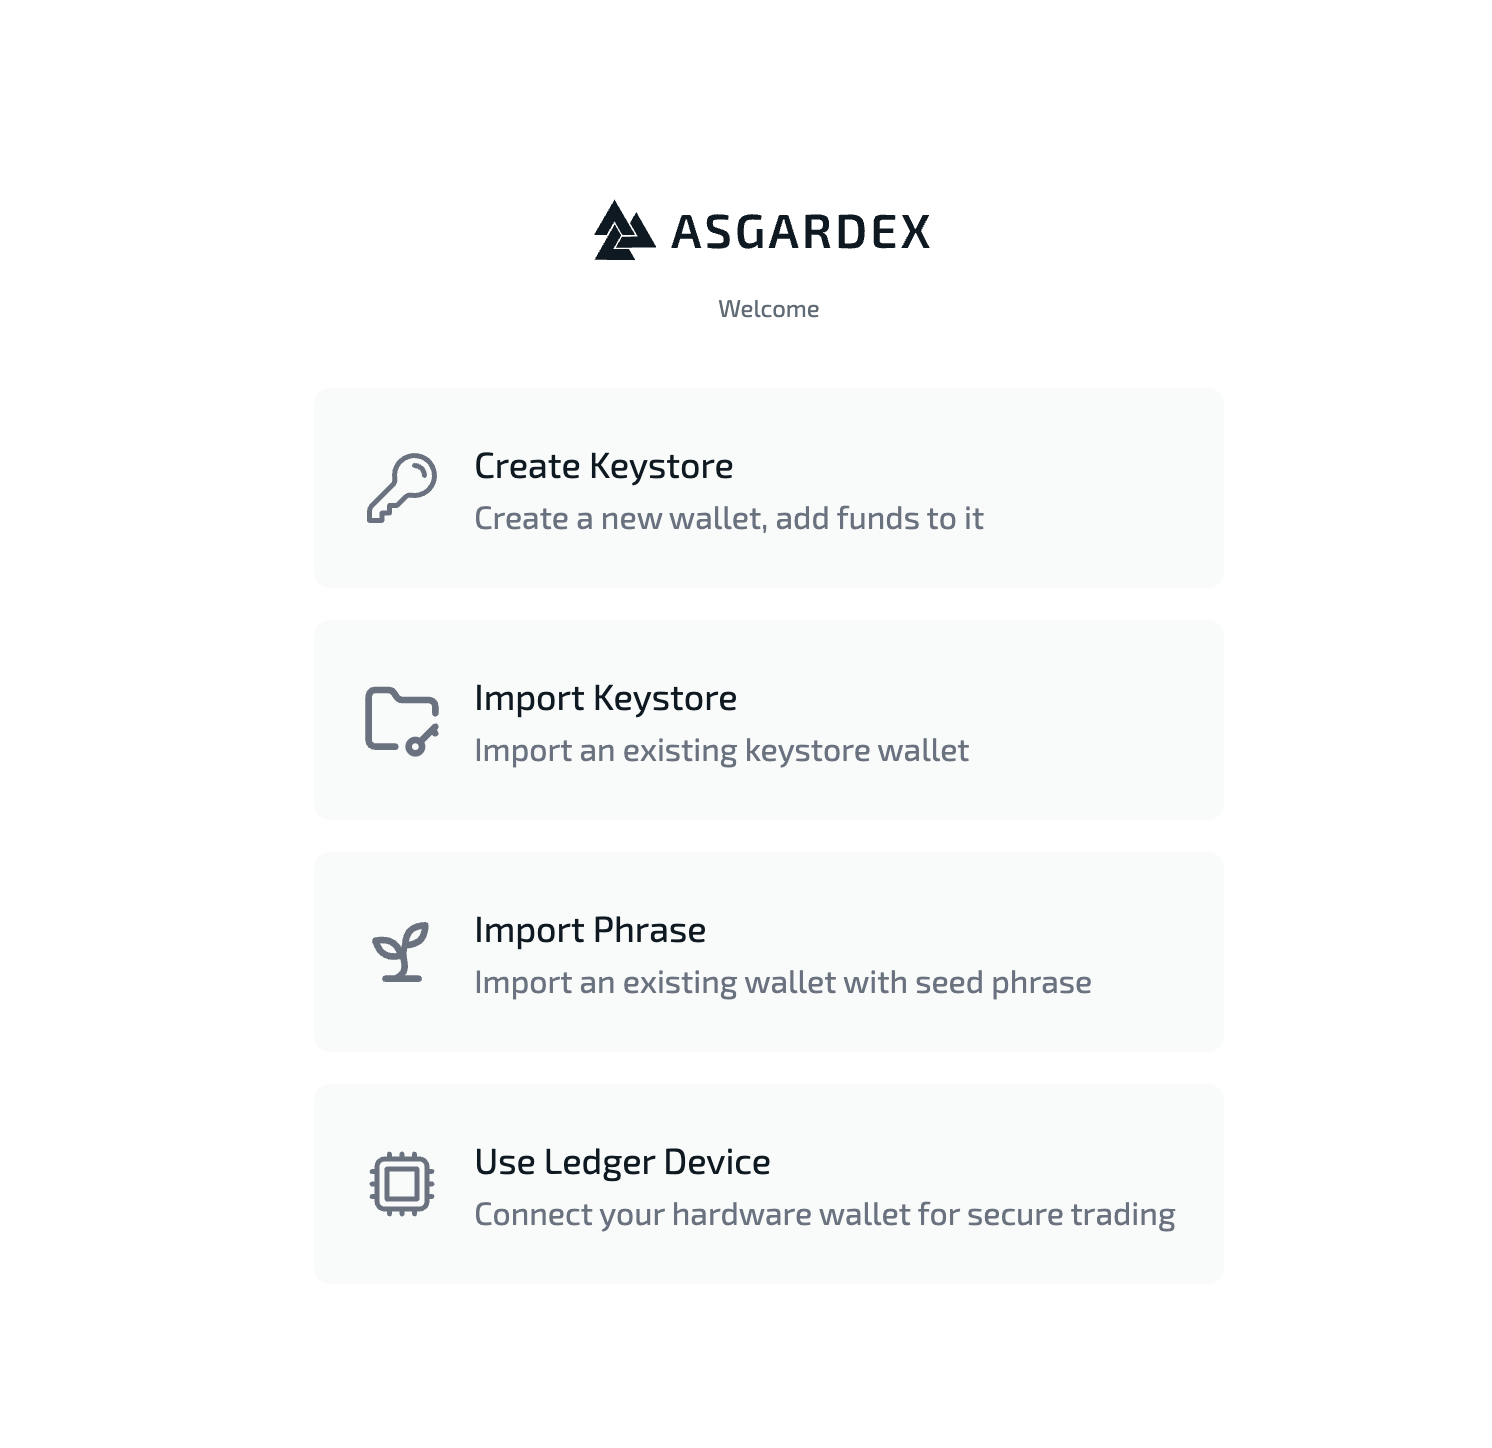 ASGARDEX
Welcome
Create Keystore
Create a new wallet, add funds to it
Import Keystore
Import an existing keystore wallet
Import Phrase
Import an existing wallet with seed phrase
Use Ledger Device
Connect your hardware wallet for secure trading